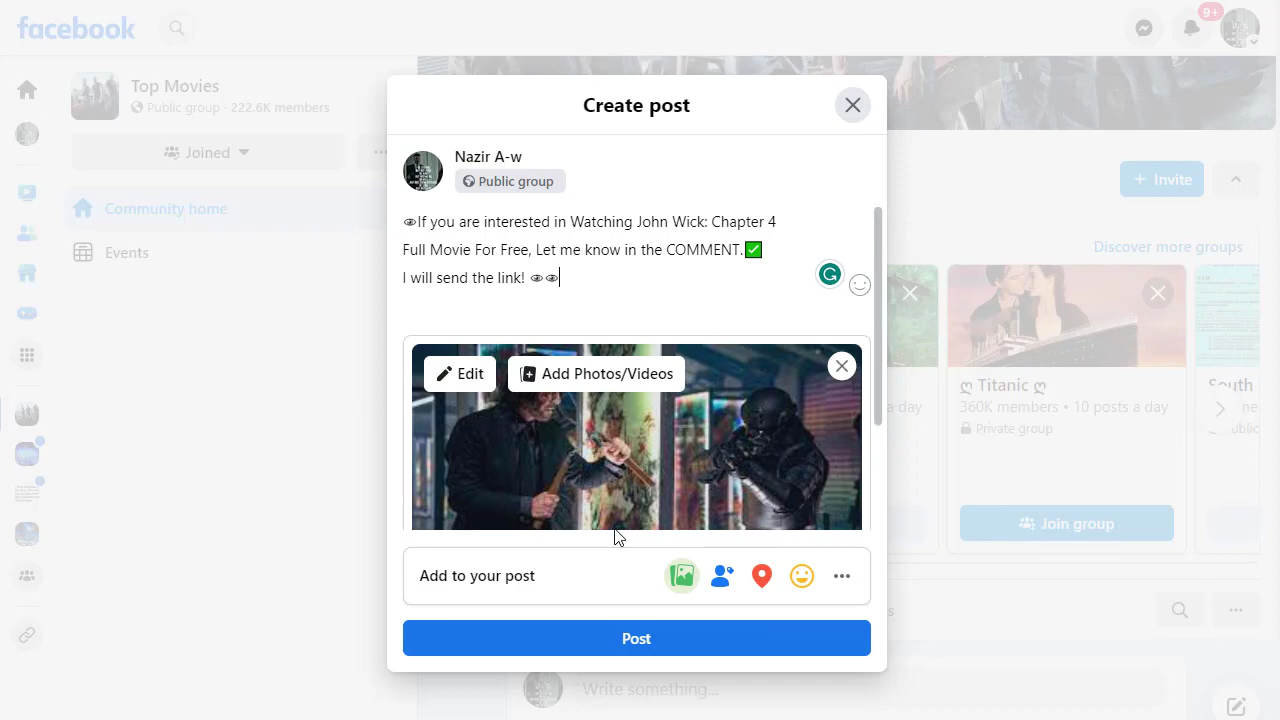 facebook
9+
Top Movies
Public group · 222.6K members
Joined
Community home
Events
Create post
Nazir A-w
Public group
👁If you are interested in Watching John Wick: Chapter 4
Full Movie For Free, Let me know in the COMMENT.✅
I will send the link! 👁👁
Edit
Add Photos/Videos
Add to your post
Post
+ Invite
Discover more groups
a day
ღ Titanic ღ
360K members • 10 posts a day
Private group
Join group
South
Write something...